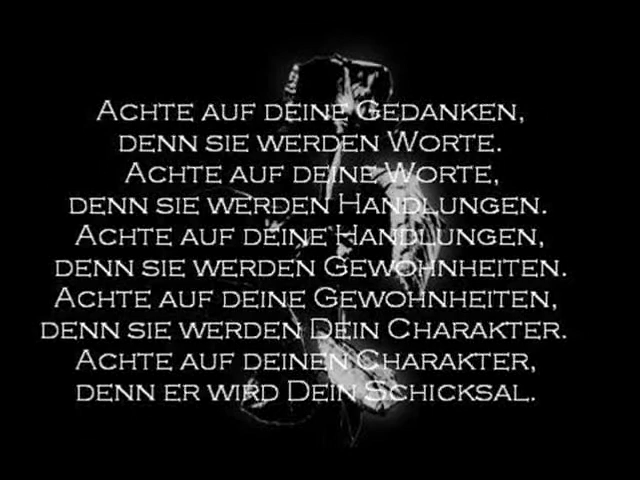 Achte auf deine Gedanken,
denn sie werden Worte.
Achte auf deine Worte,
denn sie werden Handlungen.
Achte auf deine Handlungen,
denn sie werden Gewohnheiten.
Achte auf deine Gewohnheiten,
denn sie werden Dein Charakter.
Achte auf deinen Charakter,
denn er wird Dein Schicksal.